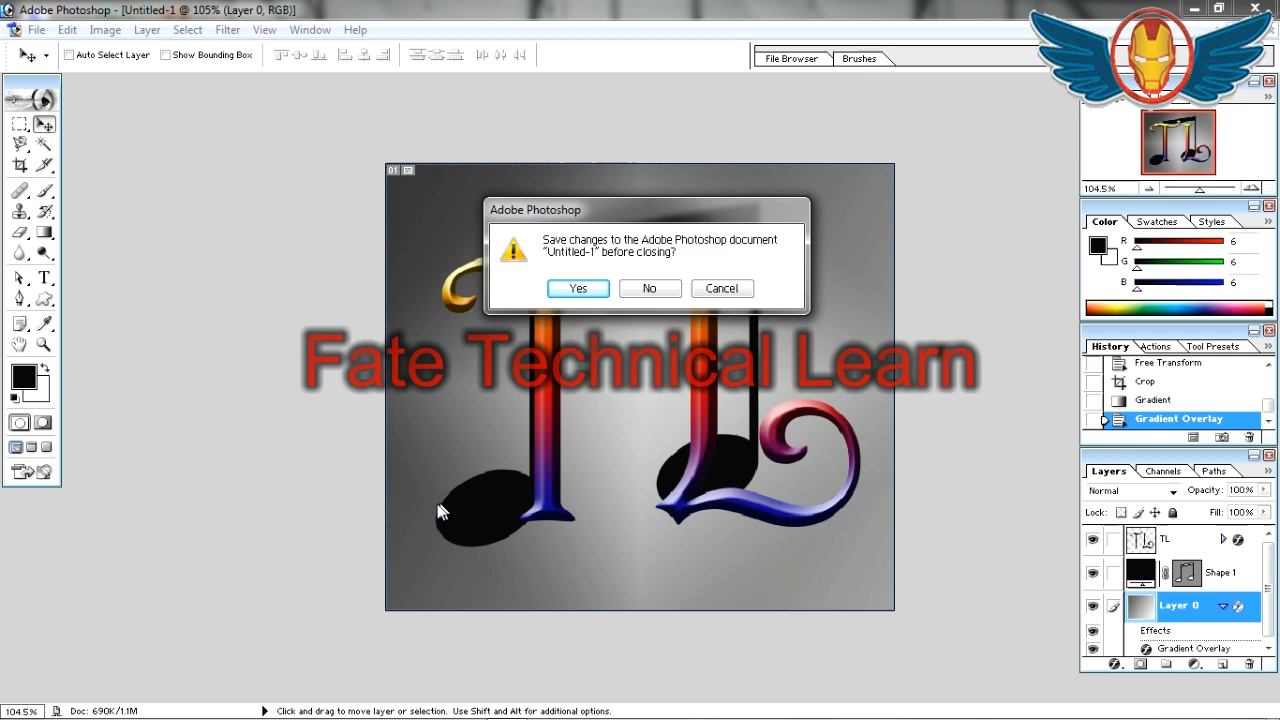 Adobe Photoshop - [Untitled-1 @ 105% (Layer 0, RGB)]
File Edit Image Layer Select Filter View Window Help
Auto Select Layer Show Bounding Box
File Browser Brushes
01
104.5%
Color Swatches Styles
R 6
G 6
B 6
Adobe Photoshop
Save changes to the Adobe Photoshop document
"Untitled-1" before closing?
Yes No Cancel
TL
Fate Technical Learn
History Actions Tool Presets
Free Transform
Crop
Gradient
Gradient Overlay
Layers Channels Paths
Normal Opacity: 100%
Lock: Fill: 100%
TL
Shape 1
Layer 0
Effects
Gradient Overlay
104.5% Doc: 690K/1.1M Click and drag to move layer or selection. Use Shift and Alt for additional options.